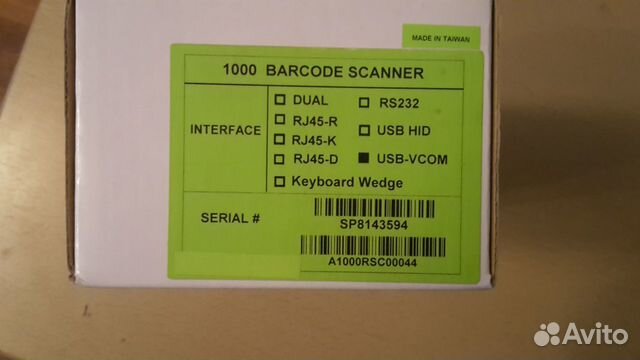 MADE IN TAIWAN
1000 BARCODE SCANNER
INTERFACE
DUAL
RS232
RJ45-R
USB HID
RJ45-K
RJ45-D
USB-VCOM
Keyboard Wedge
SERIAL #
SP8143594
A1000RSC00044
Avito